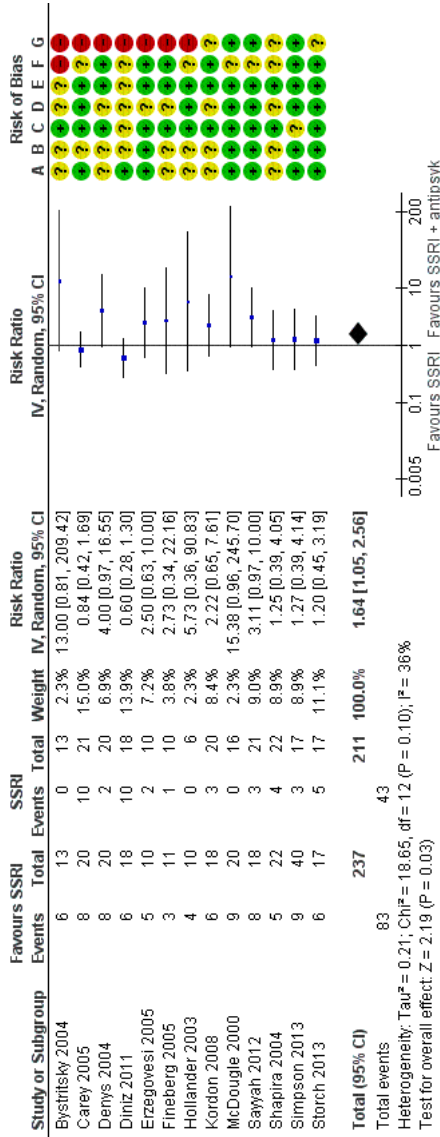 Favours SSRI SSRI Risk Ratio Risk Ratio Risk of Bias
Study or Subgroup Events Total Events Total Weight IV, Random, 95% CI IV, Random, 95% CI A B C D E F G
Bystritsky 2004 6 13 0 13 2.3% 13.00 [0.81, 209.42] ? ? + ? ? − −
Carey 2005 8 20 10 21 15.0% 0.84 [0.42, 1.69] + ? + + + + −
Denys 2004 8 20 2 20 6.9% 4.00 [0.97, 16.55] + ? + ? + + −
Diniz 2011 6 18 10 18 13.9% 0.60 [0.28, 1.30] + ? ? ? ? ? −
Erzegovesi 2005 5 10 2 10 7.2% 2.50 [0.63, 10.00] + + + ? + + −
Fineberg 2005 3 11 1 10 3.8% 2.73 [0.34, 22.16] ? ? + ? + + −
Hollander 2003 4 10 0 6 2.3% 5.73 [0.36, 90.83] ? ? + + + + −
Kordon 2008 6 18 3 20 8.4% 2.22 [0.65, 7.61] + + + ? + ? ?
McDougle 2000 9 20 0 16 2.3% 15.38 [0.96, 245.70] + + + + + ? +
Sayyah 2012 8 18 3 21 9.0% 3.11 [0.97, 10.00] + + + + + ? +
Shapira 2004 5 22 4 22 8.9% 1.25 [0.39, 4.05] ? ? + + + + ?
Simpson 2013 9 40 3 17 8.9% 1.27 [0.39, 4.14] + + ? + + + +
Storch 2013 6 17 5 17 11.1% 1.20 [0.45, 3.19] + + + + + + ?
Total (95% CI) 237 211 100.0% 1.64 [1.05, 2.56]
Total events 83 43
Heterogeneity: Tau² = 0.21; Chi² = 18.65, df = 12 (P = 0.10); I² = 36%
Test for overall effect: Z = 2.19 (P = 0.03)
0.005 0.1 1 10 200
Favours SSRI Favours SSRI + antipsyk